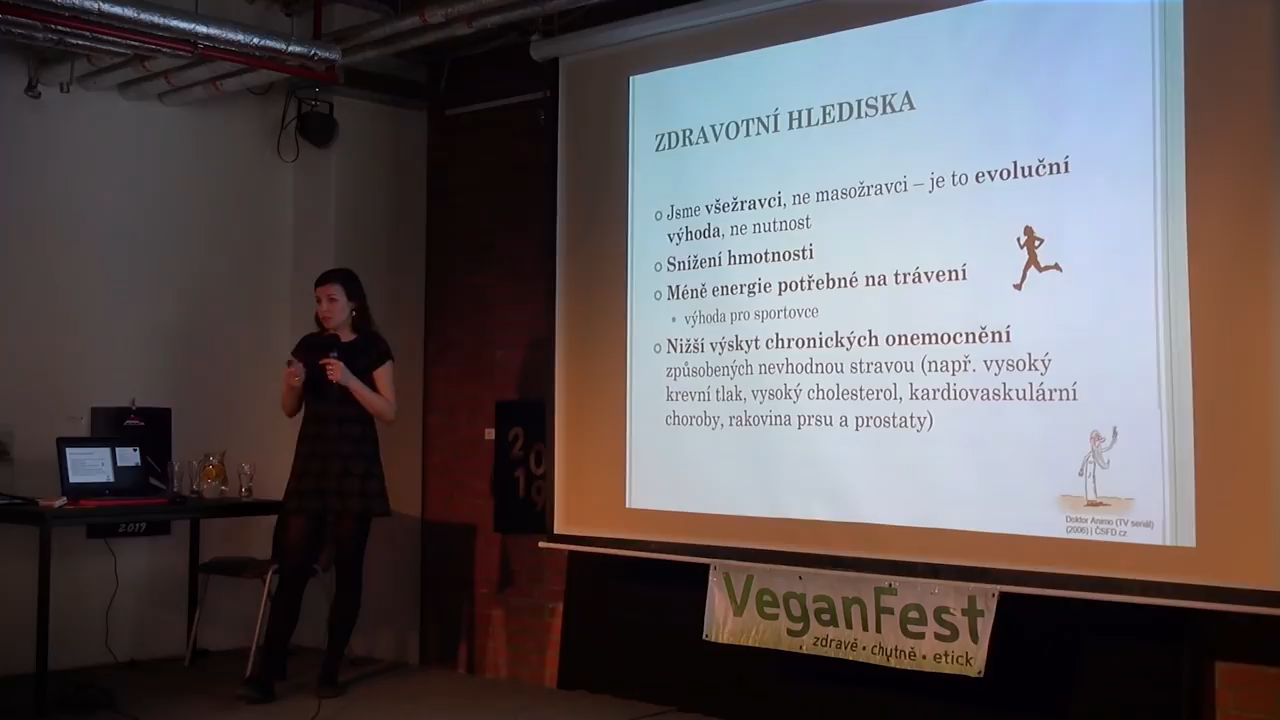 ZDRAVOTNÍ HLEDISKA
Jsme všežravci, ne masožravci – je to evoluční
výhoda, ne nutnost
Snížení hmotnosti
Méně energie potřebné na trávení
výhoda pro sportovce
Nižší výskyt chronických onemocnění
způsobených nevhodnou stravou (např. vysoký
krevní tlak, vysoký cholesterol, kardiovaskulární
choroby, rakovina prsu a prostaty)
Doktor Animo (TV seriál)
(2006) | ČSFD.cz
VeganFest
zdravě • chutně • etick
20
19
2019